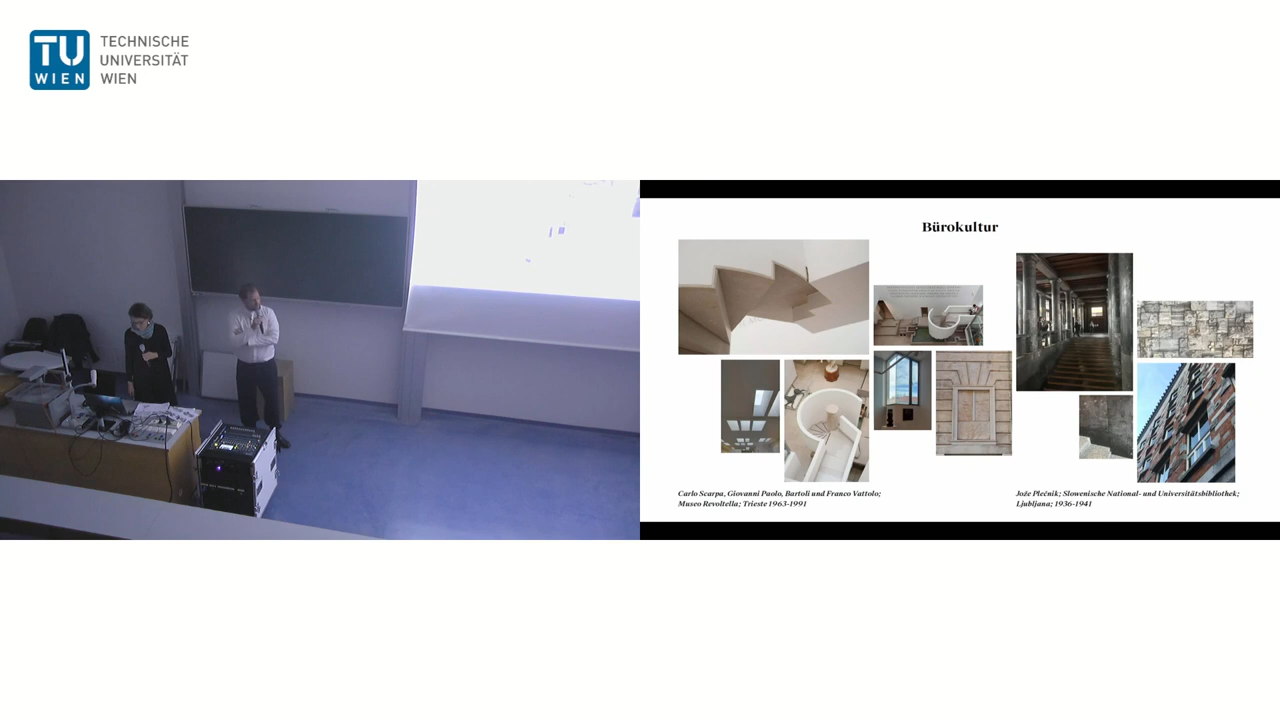 TU
WIEN
TECHNISCHE
UNIVERSITÄT
WIEN
Bürokultur
Carlo Scarpa, Giovanni Paolo, Bartoli und Franco Vattolo;
Museo Revoltella; Trieste 1963-1991
Jože Plečnik; Slowenische National- und Universitätsbibliothek;
Ljubljana; 1936-1941